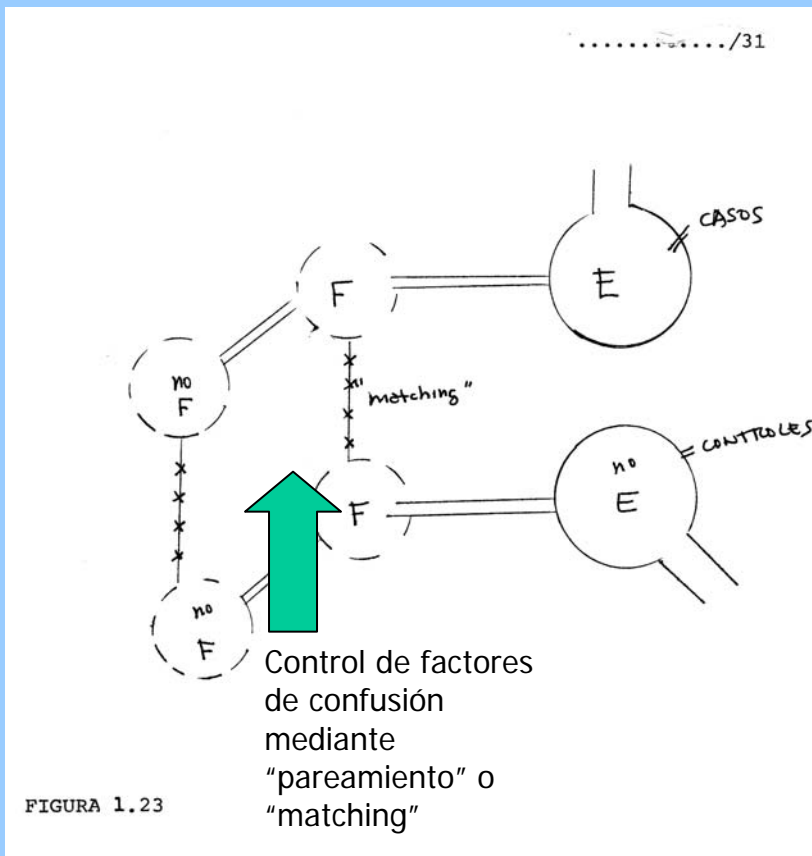 ............/31
CASOS
E
F
no
F
"matching"
CONTROLES
no
E
F
no
F
Control de factores
de confusión
mediante
"pareamiento" o
"matching"
FIGURA 1.23